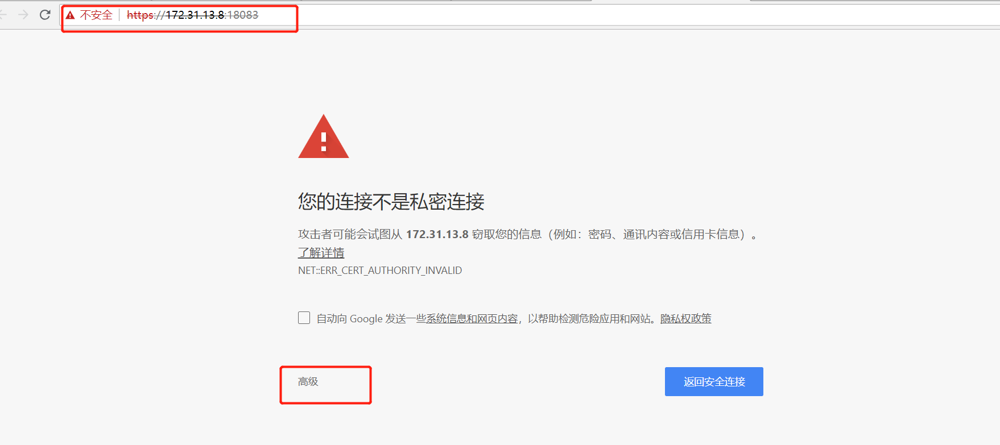 不安全 https://172.31.13.8:18083
您的连接不是私密连接
攻击者可能会试图从 172.31.13.8 窃取您的信息（例如：密码、通讯内容或信用卡信息）。
了解详情
NET::ERR_CERT_AUTHORITY_INVALID
自动向 Google 发送一些系统信息和网页内容，以帮助检测危险应用和网站。隐私权政策
高级
返回安全连接